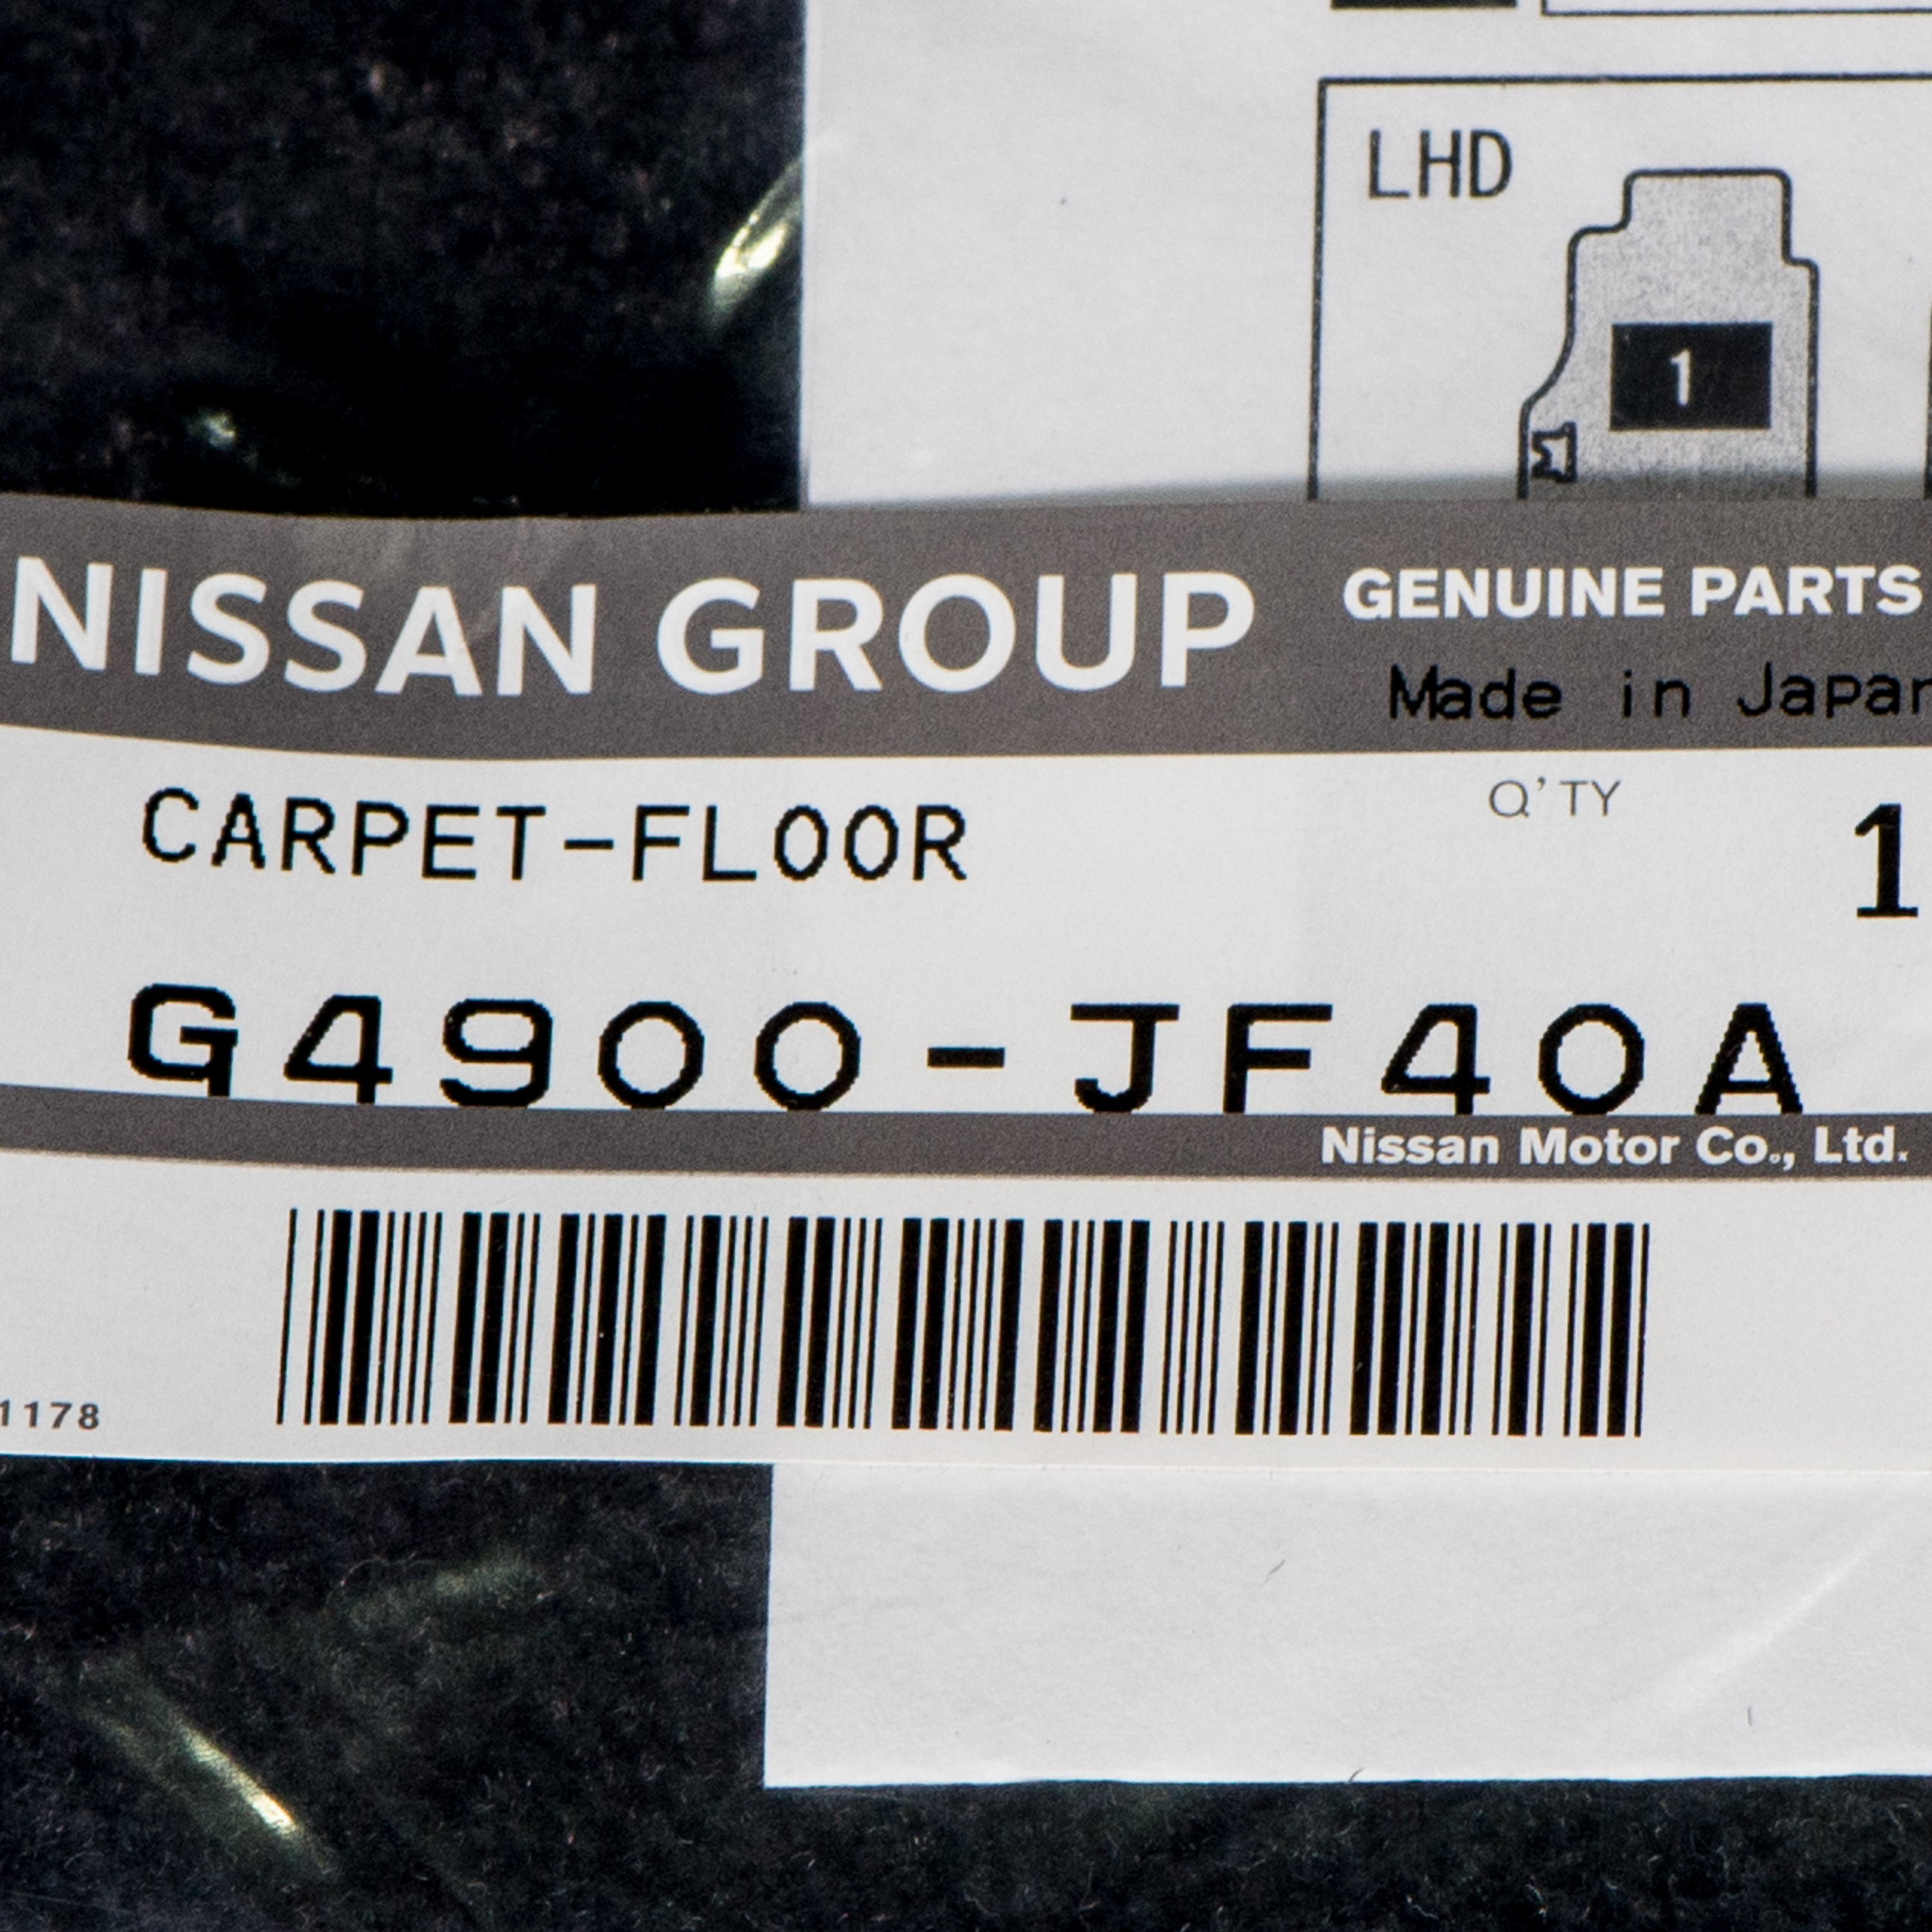 LHD
1
NISSAN GROUP
GENUINE PARTS
Made in Japan
CARPET-FLOOR
Q'TY
1
G4900-JF40A
Nissan Motor Co., Ltd.
1178